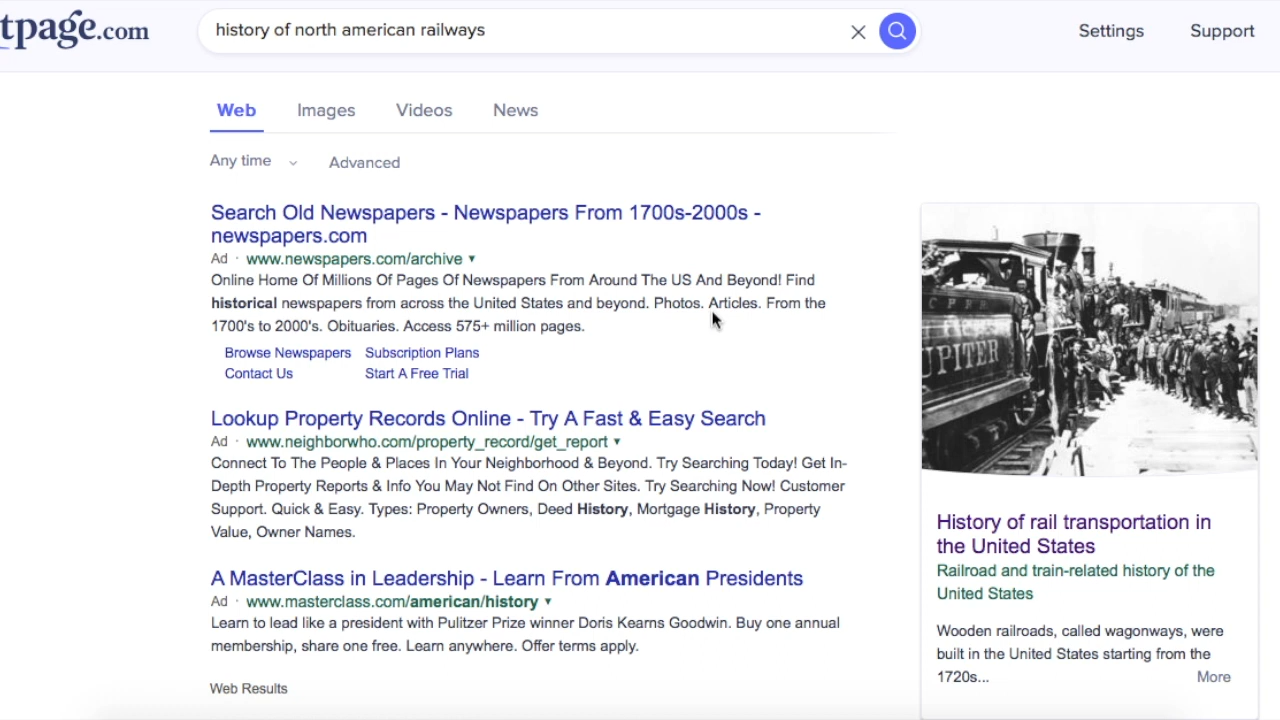 tpage.com
history of north american railways
Settings
Support
Web
Images
Videos
News
Any time
Advanced
Search Old Newspapers - Newspapers From 1700s-2000s -
newspapers.com
Ad · www.newspapers.com/archive ▼
Online Home Of Millions Of Pages Of Newspapers From Around The US And Beyond! Find
historical newspapers from across the United States and beyond. Photos. Articles. From the
1700's to 2000's. Obituaries. Access 575+ million pages.
Browse Newspapers
Subscription Plans
Contact Us
Start A Free Trial
Lookup Property Records Online - Try A Fast & Easy Search
Ad · www.neighborwho.com/property_record/get_report ▼
Connect To The People & Places In Your Neighborhood & Beyond. Try Searching Today! Get In-
Depth Property Reports & Info You May Not Find On Other Sites. Try Searching Now! Customer
Support. Quick & Easy. Types: Property Owners, Deed History, Mortgage History, Property
Value, Owner Names.
A MasterClass in Leadership - Learn From American Presidents
Ad · www.masterclass.com/american/history ▼
Learn to lead like a president with Pulitzer Prize winner Doris Kearns Goodwin. Buy one annual
membership, share one free. Learn anywhere. Offer terms apply.
Web Results
UPITER
History of rail transportation in
the United States
Railroad and train-related history of the
United States
Wooden railroads, called wagonways, were
built in the United States starting from the
1720s...
More